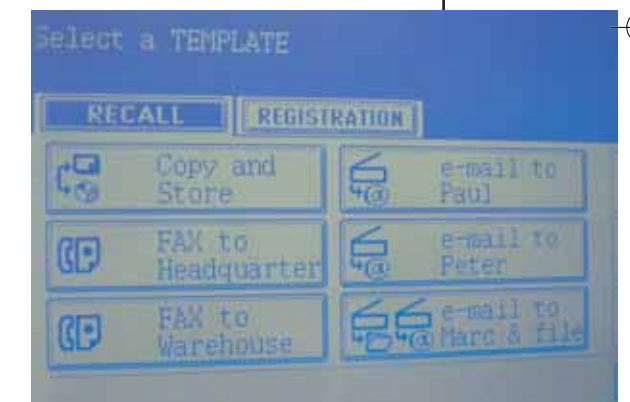 Select a TEMPLATE
RECALL
REGISTRATION
Copy and
Store
e-mail to
Paul
FAX to
Headquarter
e-mail to
Peter
FAX to
Warehouse
e-mail to
Marc & file